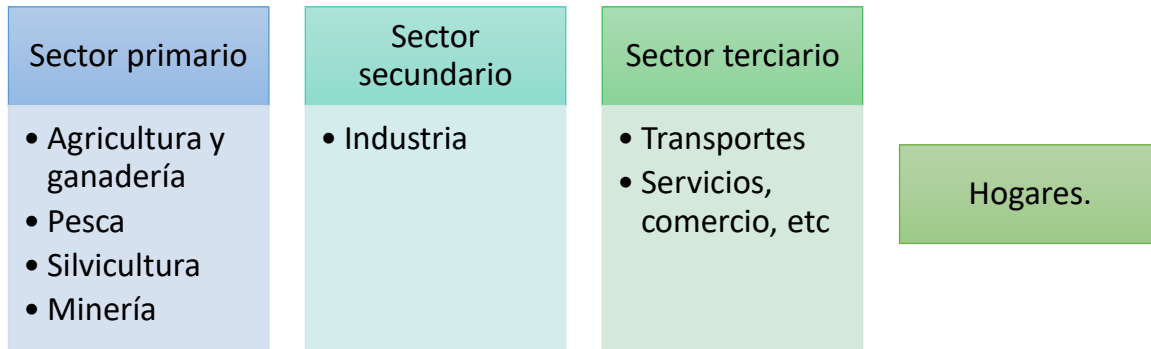 Sector primario
• Agricultura y
ganadería
• Pesca
• Silvicultura
• Minería
Sector
secundario
• Industria
Sector terciario
• Transportes
• Servicios,
comercio, etc
Hogares.